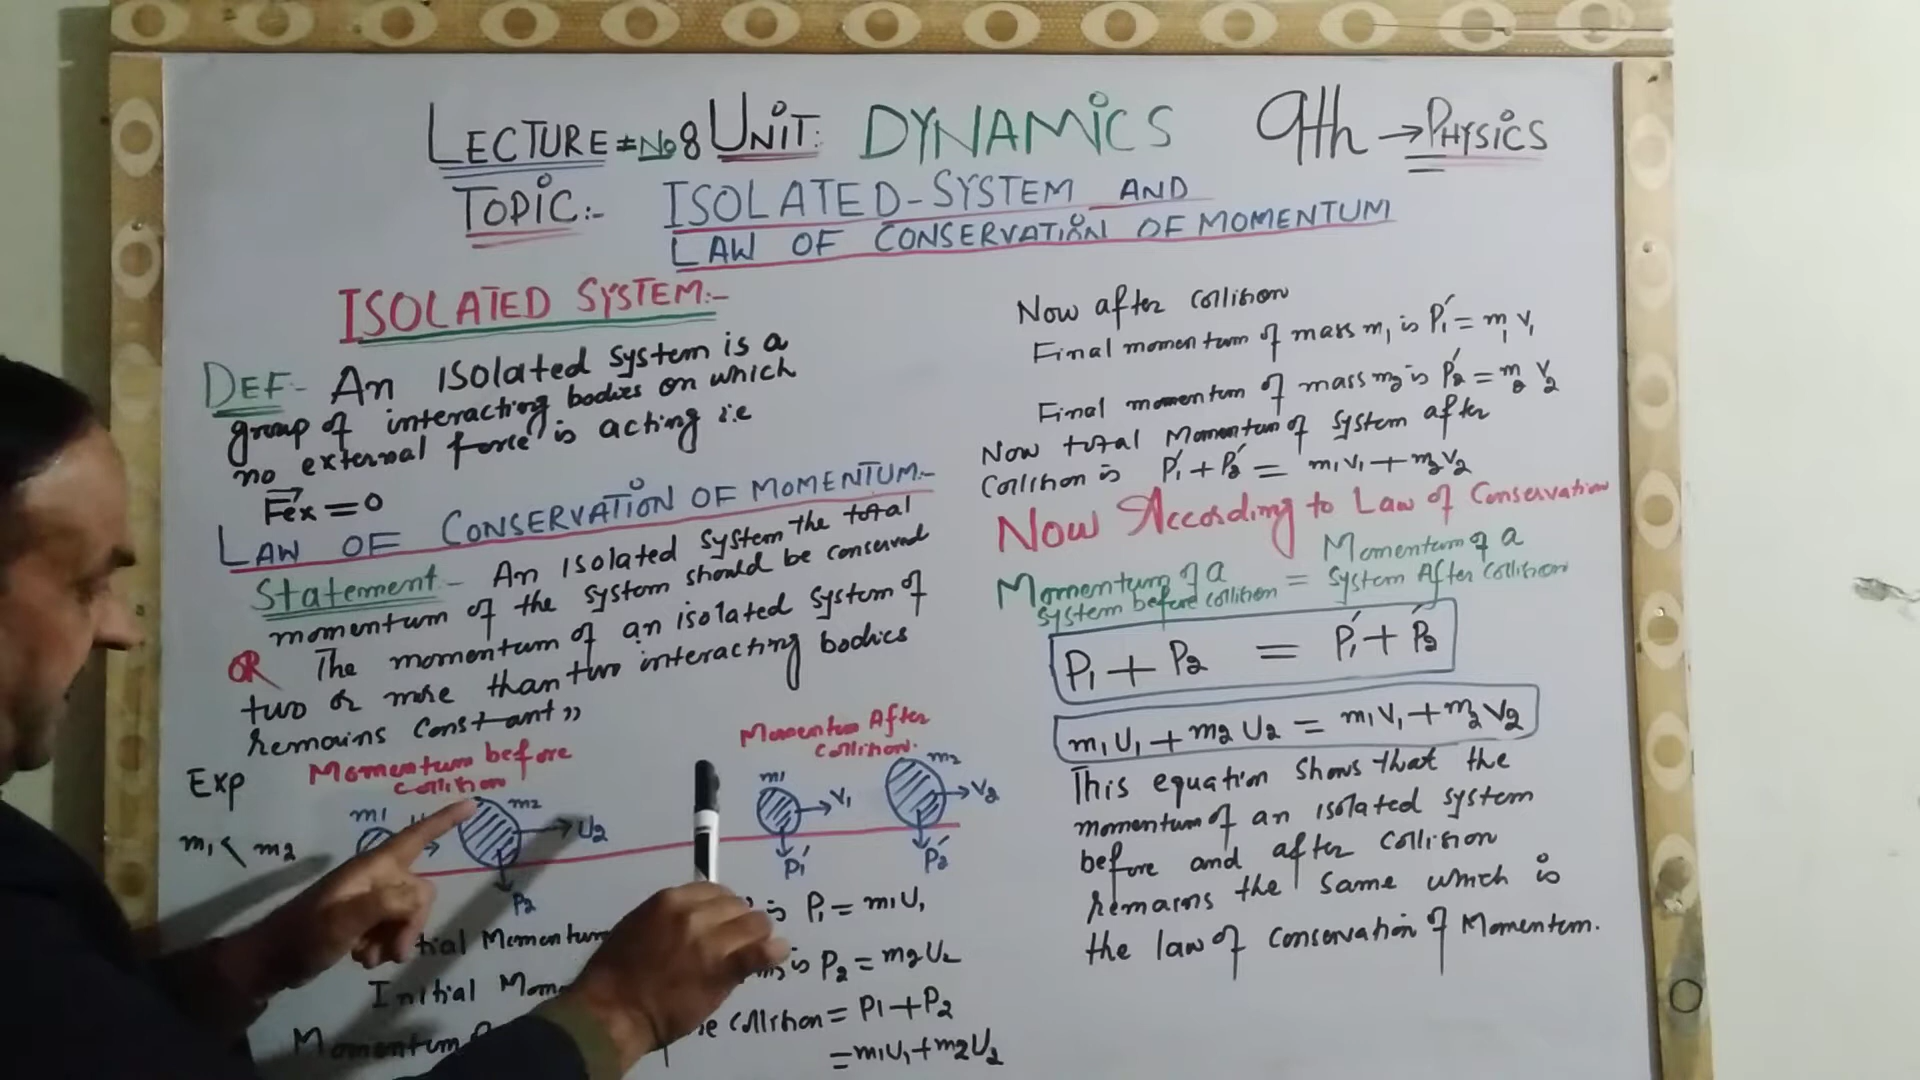 LECTURE =No 8 UNIT: DYNAMICS 9th → PHYSICS
TOPIC:- ISOLATED-SYSTEM AND
LAW OF CONSERVATION OF MOMENTUM
ISOLATED SYSTEM:-
DEF:- An isolated system is a
group of interacting bodies on which
no external force is acting i.e
Fex = 0
LAW OF CONSERVATION OF MOMENTUM:-
Statement - An isolated system the total
momentum of the system should be conserved
OR The momentum of an isolated system of
two or more than two interacting bodies
remains constant"
Exp
Momentum before
collision
m1
m2
U2
P2
m1 < m2
Momentum After
collision.
m1
V1
P1'
m2
V2
P2'
Initial Mom
is P1 = m1U1
is P2 = m2U2
Momentum
collision = P1 + P2
= m1U1 + m2U2
Now after collision
Final momentum of mass m1 is P1' = m1 V1
Final momentum of mass m2 is P2' = m2 V2
Now total Momentum of system after
collision is P1' + P2' = m1V1 + m2V2
Now According to Law of Conservation
Momentum of a
system before collision = Momentum of a
system After collision
P1 + P2 = P1' + P2'
m1U1 + m2U2 = m1V1 + m2V2
This equation shows that the
momentum of an isolated system
before and after collision
remains the same which is
the law of conservation of Momentum.